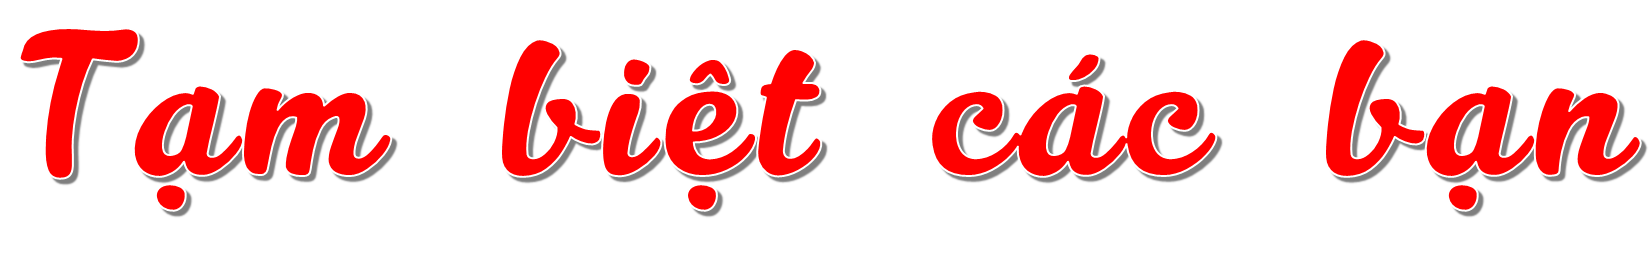 Tạm biệt các bạn